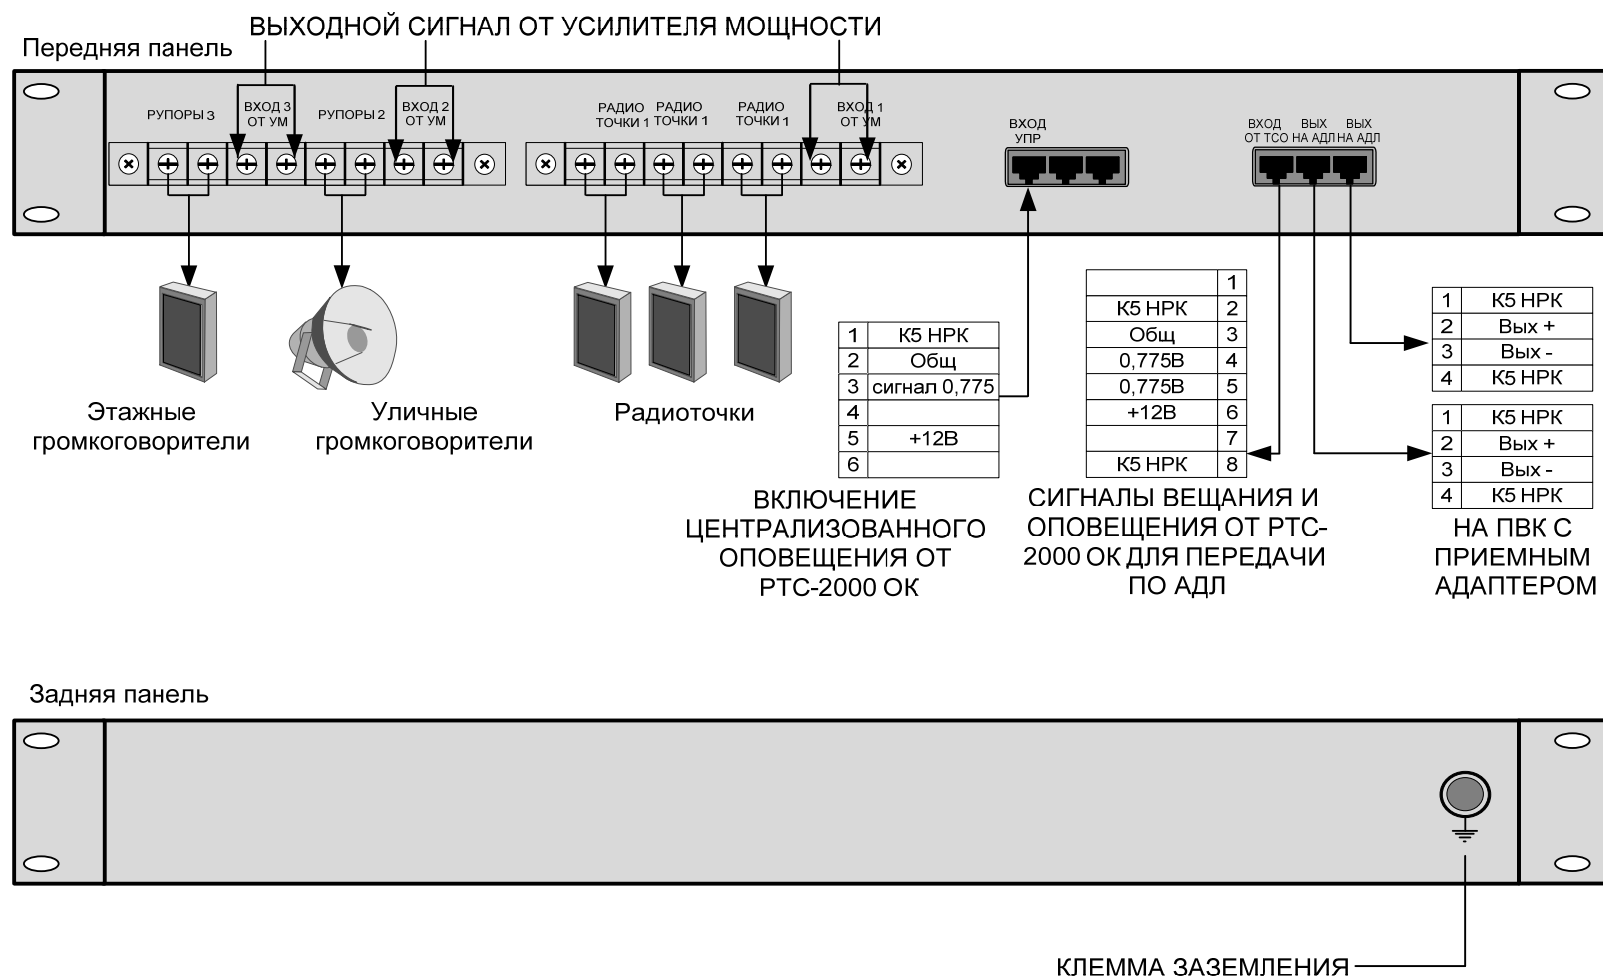 ВЫХОДНОЙ СИГНАЛ ОТ УСИЛИТЕЛЯ МОЩНОСТИ
Передняя панель
РУПОРЫ 3
ВХОД 3
ОТ УМ
РУПОРЫ 2
ВХОД 2
ОТ УМ
РАДИО
ТОЧКИ 1
РАДИО
ТОЧКИ 1
РАДИО
ТОЧКИ 1
ВХОД 1
ОТ УМ
ВХОД
УПР
ВХОД
ОТ ТСО
ВЫХ
НА АДЛ
ВЫХ
НА АДЛ
Этажные
громкоговорители
Уличные
громкоговорители
Радиоточки
1 К5 НРК
2 Общ
3 сигнал 0,775
4
5 +12В
6
ВКЛЮЧЕНИЕ
ЦЕНТРАЛИЗОВАННОГО
ОПОВЕЩЕНИЯ ОТ
РТС-2000 ОК
1
К5 НРК 2
Общ 3
0,775В 4
0,775В 5
+12В 6
7
К5 НРК 8
СИГНАЛЫ ВЕЩАНИЯ И
ОПОВЕЩЕНИЯ ОТ РТС-
2000 ОК ДЛЯ ПЕРЕДАЧИ
ПО АДЛ
1 К5 НРК
2 Вых +
3 Вых -
4 К5 НРК
1 К5 НРК
2 Вых +
3 Вых -
4 К5 НРК
НА ПВК С
ПРИЕМНЫМ
АДАПТЕРОМ
Задняя панель
КЛЕММА ЗАЗЕМЛЕНИЯ